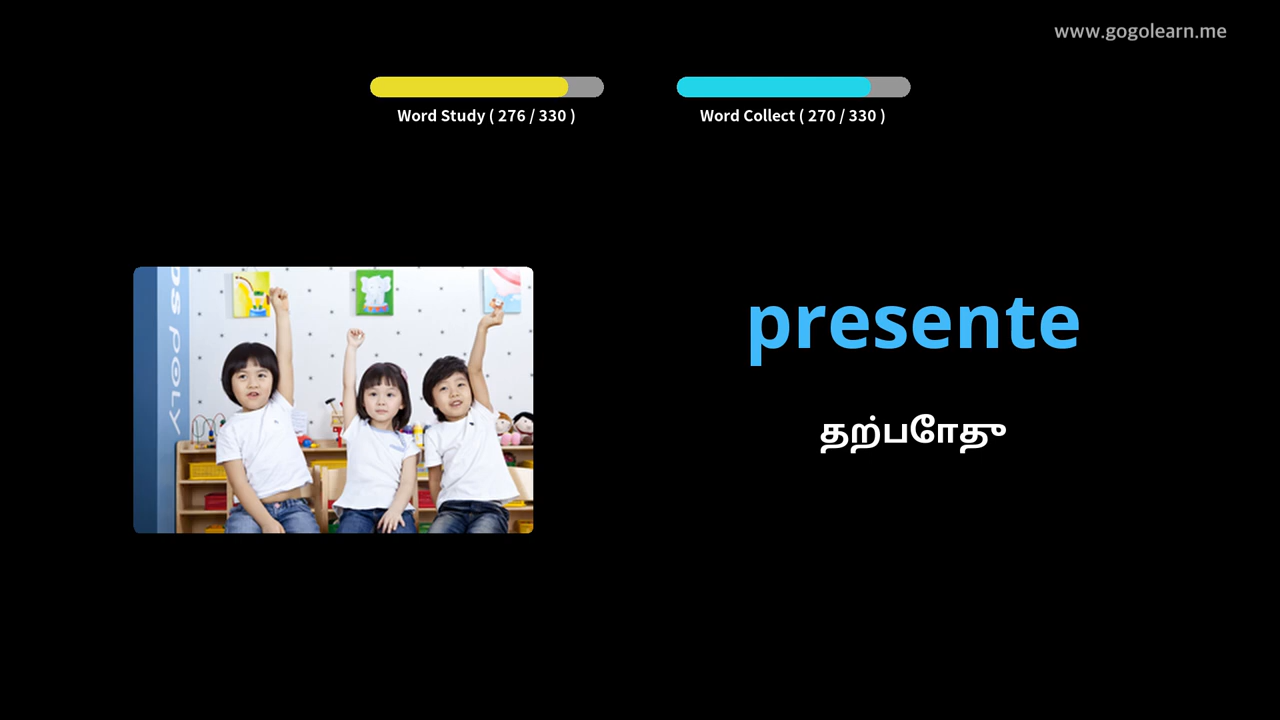 www.gogolearn.me
Word Study ( 276 / 330 )
Word Collect ( 270 / 330 )
presente
தற்போது